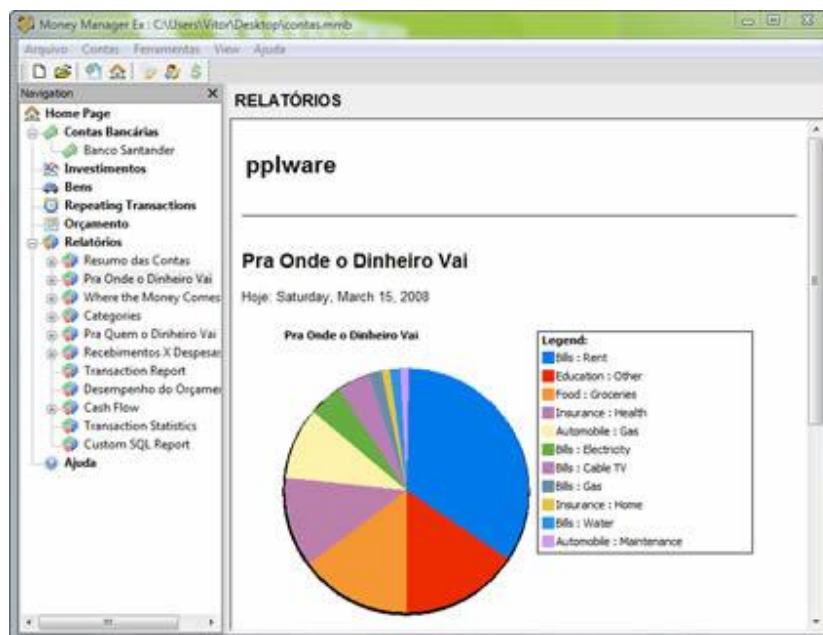 Money Manager Ex : C:\Users\Vitor\Desktop\contas.mmb
Arquivo Contas Ferramentas View Ajuda
Navigation
Home Page
Contas Bancárias
Banco Santander
Investimentos
Bens
Repeating Transactions
Orçamento
Relatórios
Resumo das Contas
Pra Onde o Dinheiro Vai
Where the Money Comes
Categories
Pra Quem o Dinheiro Vai
Recebimentos X Despesas
Transaction Report
Desempenho do Orçamer
Cash Flow
Transaction Statistics
Custom SQL Report
Ajuda
RELATÓRIOS
pplware
Pra Onde o Dinheiro Vai
Hoje: Saturday, March 15, 2008
Pra Onde o Dinheiro Vai
Legend:
Bills : Rent
Education : Other
Food : Groceries
Insurance : Health
Automobile : Gas
Bills : Electricity
Bills : Cable TV
Bills : Gas
Insurance : Home
Bills : Water
Automobile : Maintenance